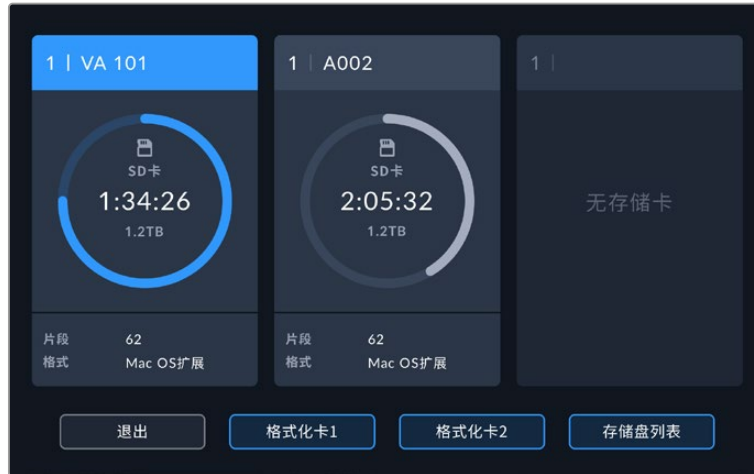 1 | VA 101
SD卡
1:34:26
1.2TB
片段 62
格式 Mac OS扩展
1 | A002
SD卡
2:05:32
1.2TB
片段 62
格式 Mac OS扩展
1 |
无存储卡
退出
格式化卡1
格式化卡2
存储盘列表